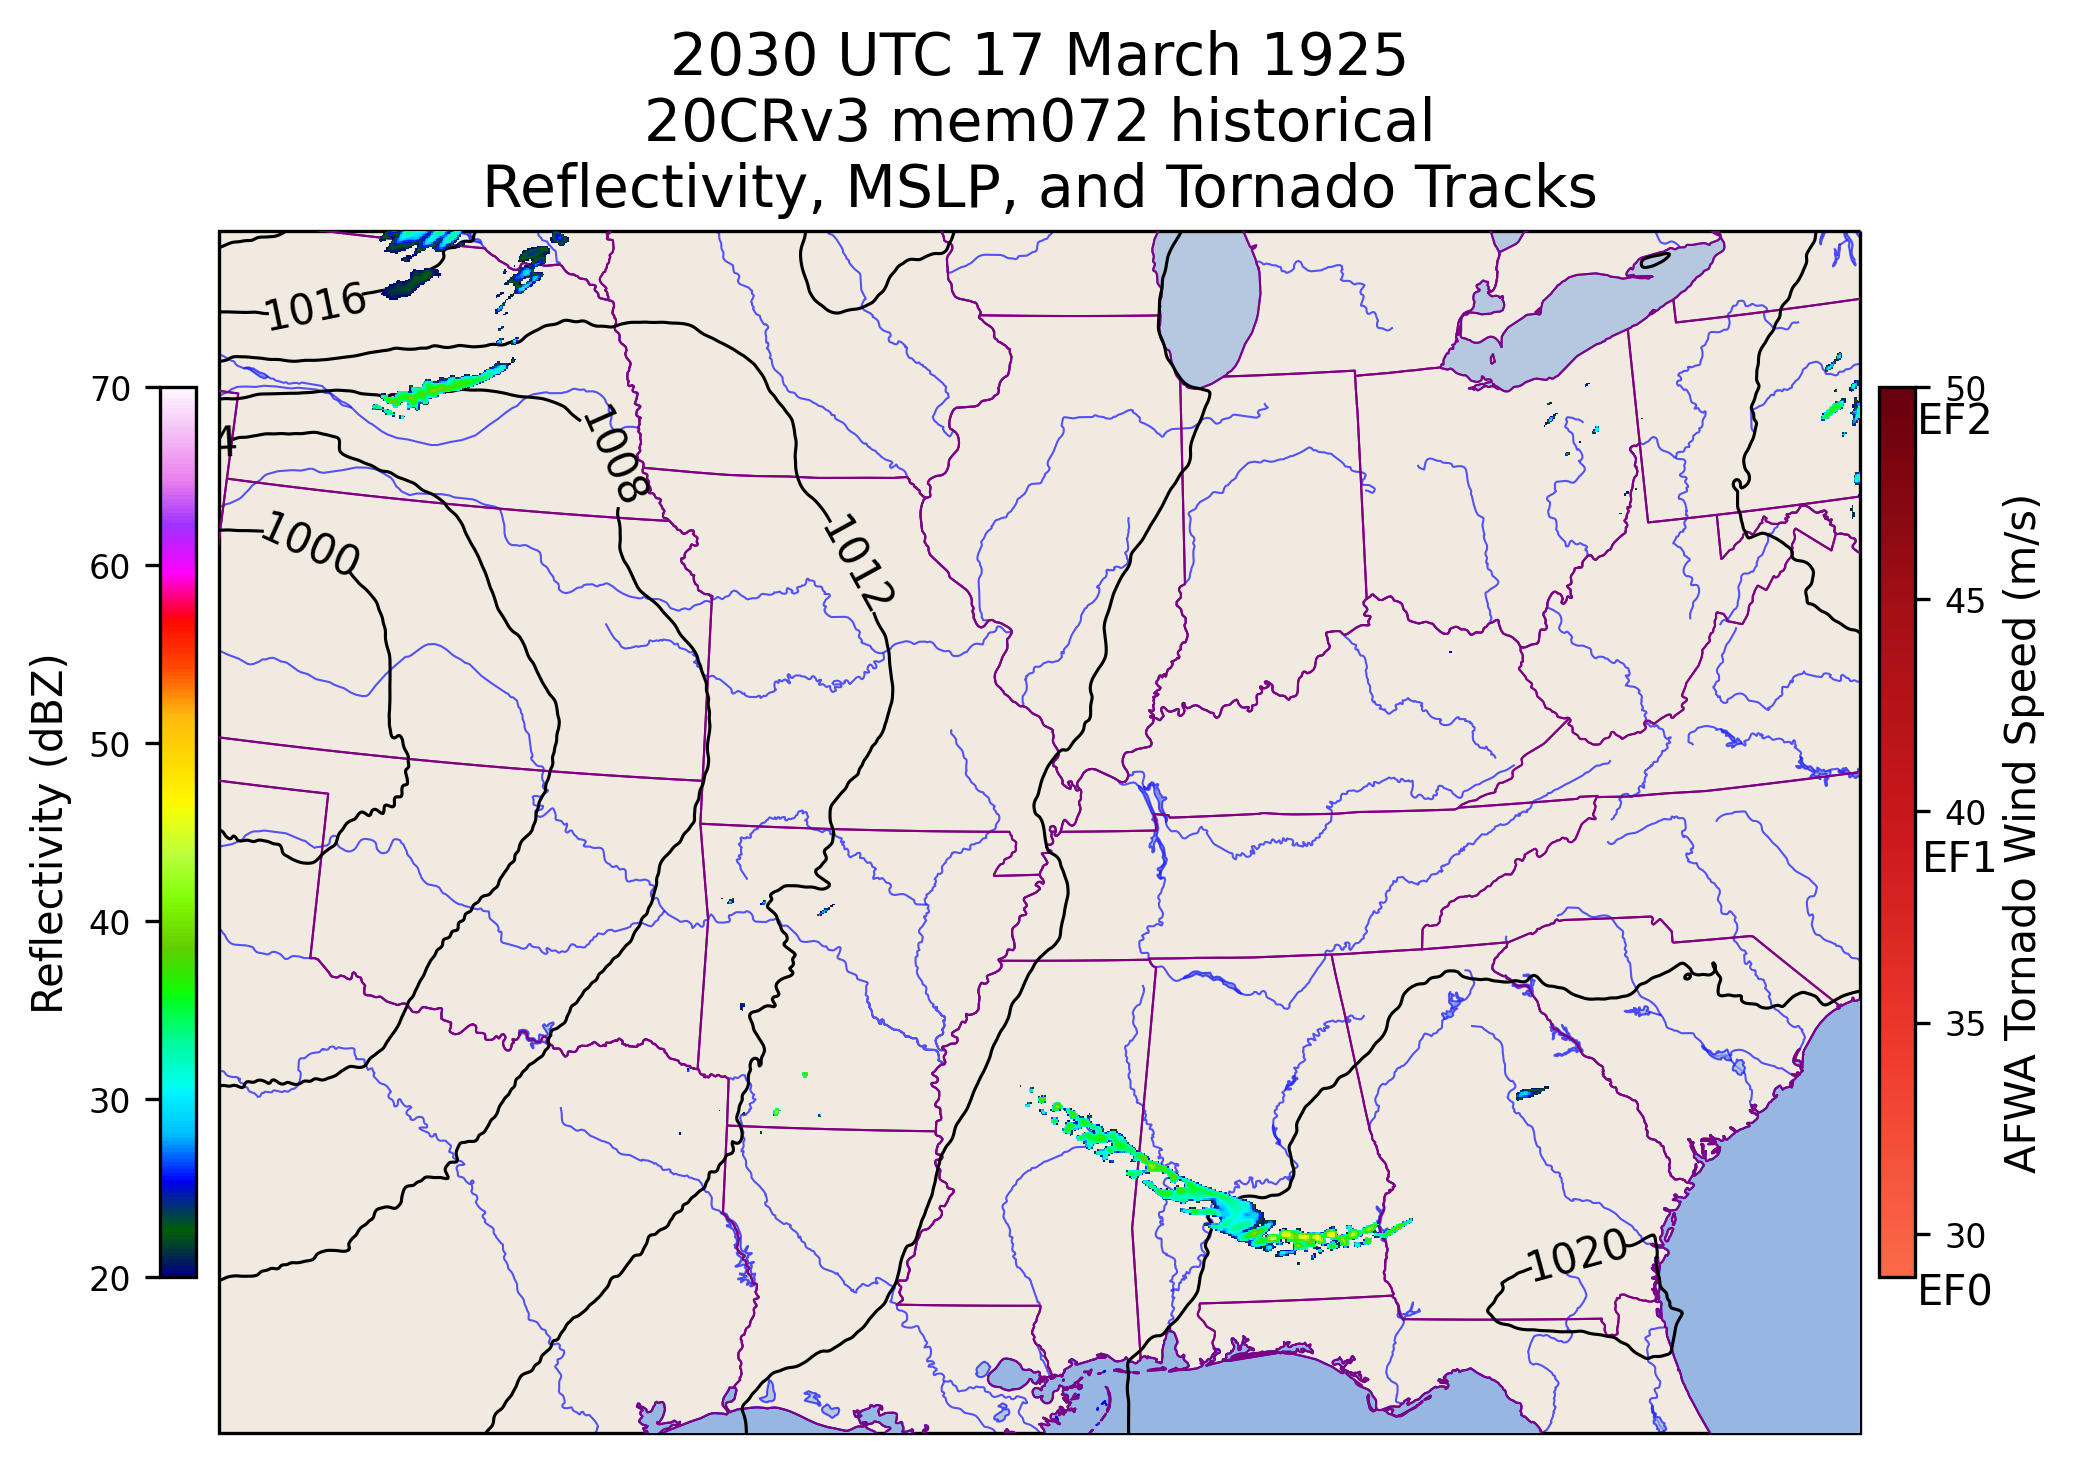 2030 UTC 17 March 1925
20CRv3 mem072 historical
Reflectivity, MSLP, and Tornado Tracks
1016
4
1008
1000
1012
1020
70
60
50
40
30
20
Reflectivity (dBZ)
50
EF2
45
40
EF1
35
30
EF0
AFWA Tornado Wind Speed (m/s)